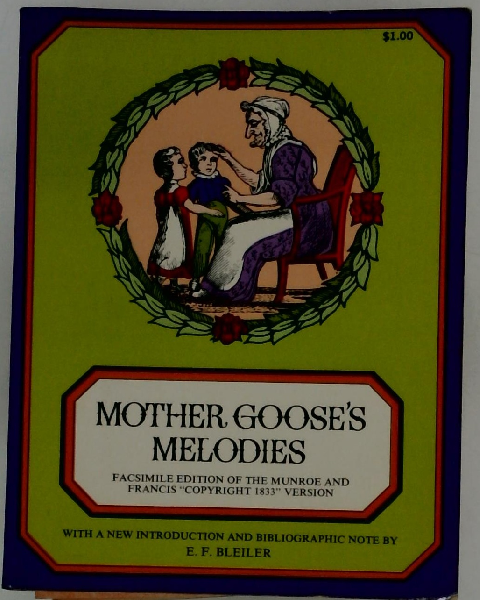 $1.00
MOTHER GOOSE'S
MELODIES
FACSIMILE EDITION OF THE MUNROE AND
FRANCIS "COPYRIGHT 1833" VERSION
WITH A NEW INTRODUCTION AND BIBLIOGRAPHIC NOTE BY
E. F. BLEILER